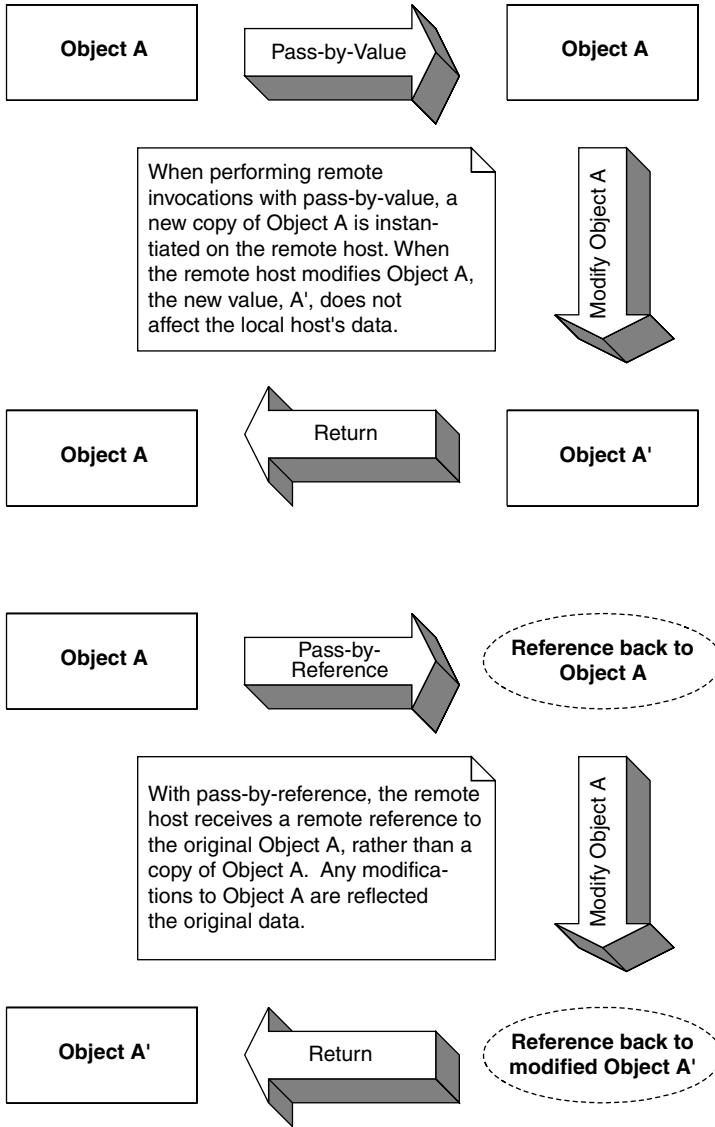 Object A
Pass-by-Value
Object A
When performing remote
invocations with pass-by-value, a
new copy of Object A is instan-
tiated on the remote host. When
the remote host modifies Object A,
the new value, A', does not
affect the local host's data.
Modify Object A
Object A
Return
Object A'
Object A
Pass-by-
Reference
Reference back to
Object A
With pass-by-reference, the remote
host receives a remote reference to
the original Object A, rather than a
copy of Object A.  Any modifica-
tions to Object A are reflected
the original data.
Modify Object A
Object A'
Return
Reference back to
modified Object A'